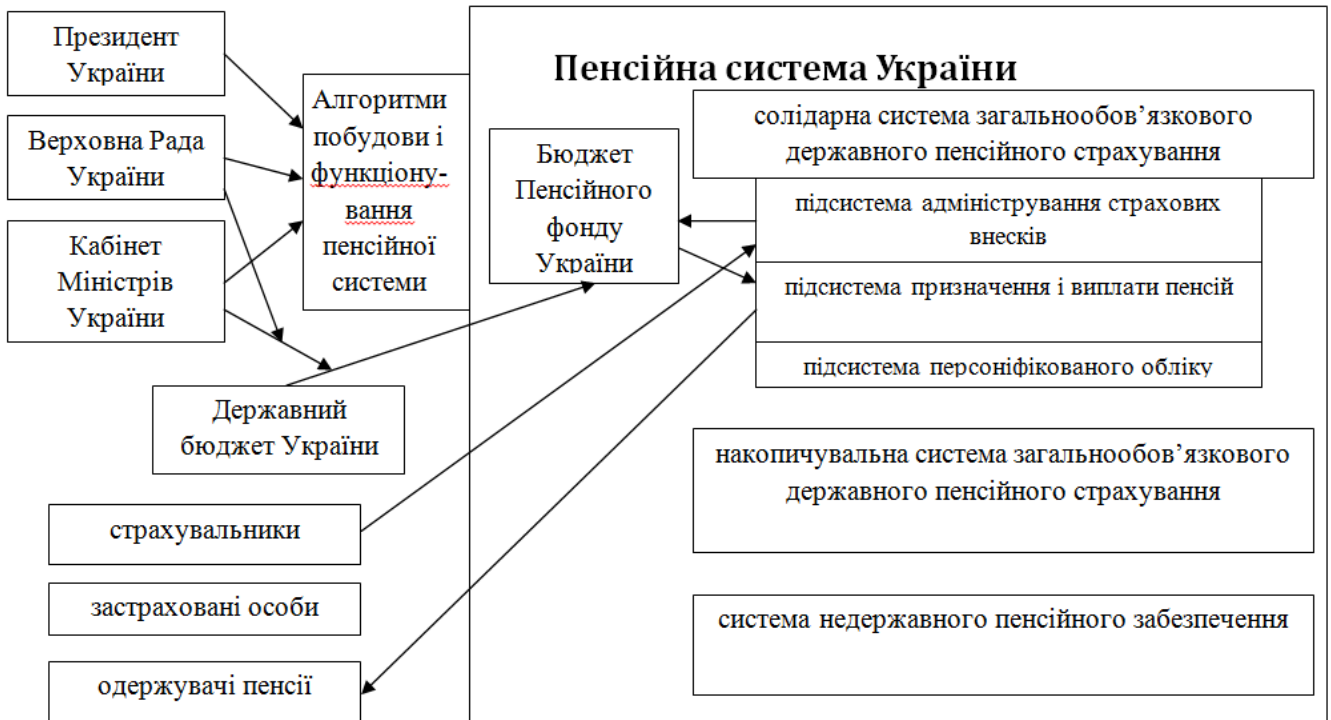 Президент
України
Верховна Рада
України
Кабінет
Міністрів
України
Алгоритми
побудови і
функціону-
вання
пенсійної
системи
Державний
бюджет України
страхувальники
застраховані особи
одержувачі пенсії
Пенсійна система України
Бюджет
Пенсійного
фонду
України
солідарна система загальнообов’язкового
державного пенсійного страхування
підсистема адміністрування страхових
внесків
підсистема призначення і виплати пенсій
підсистема персоніфікованого обліку
накопичувальна система загальнообов’язкового
державного пенсійного страхування
система недержавного пенсійного забезпечення